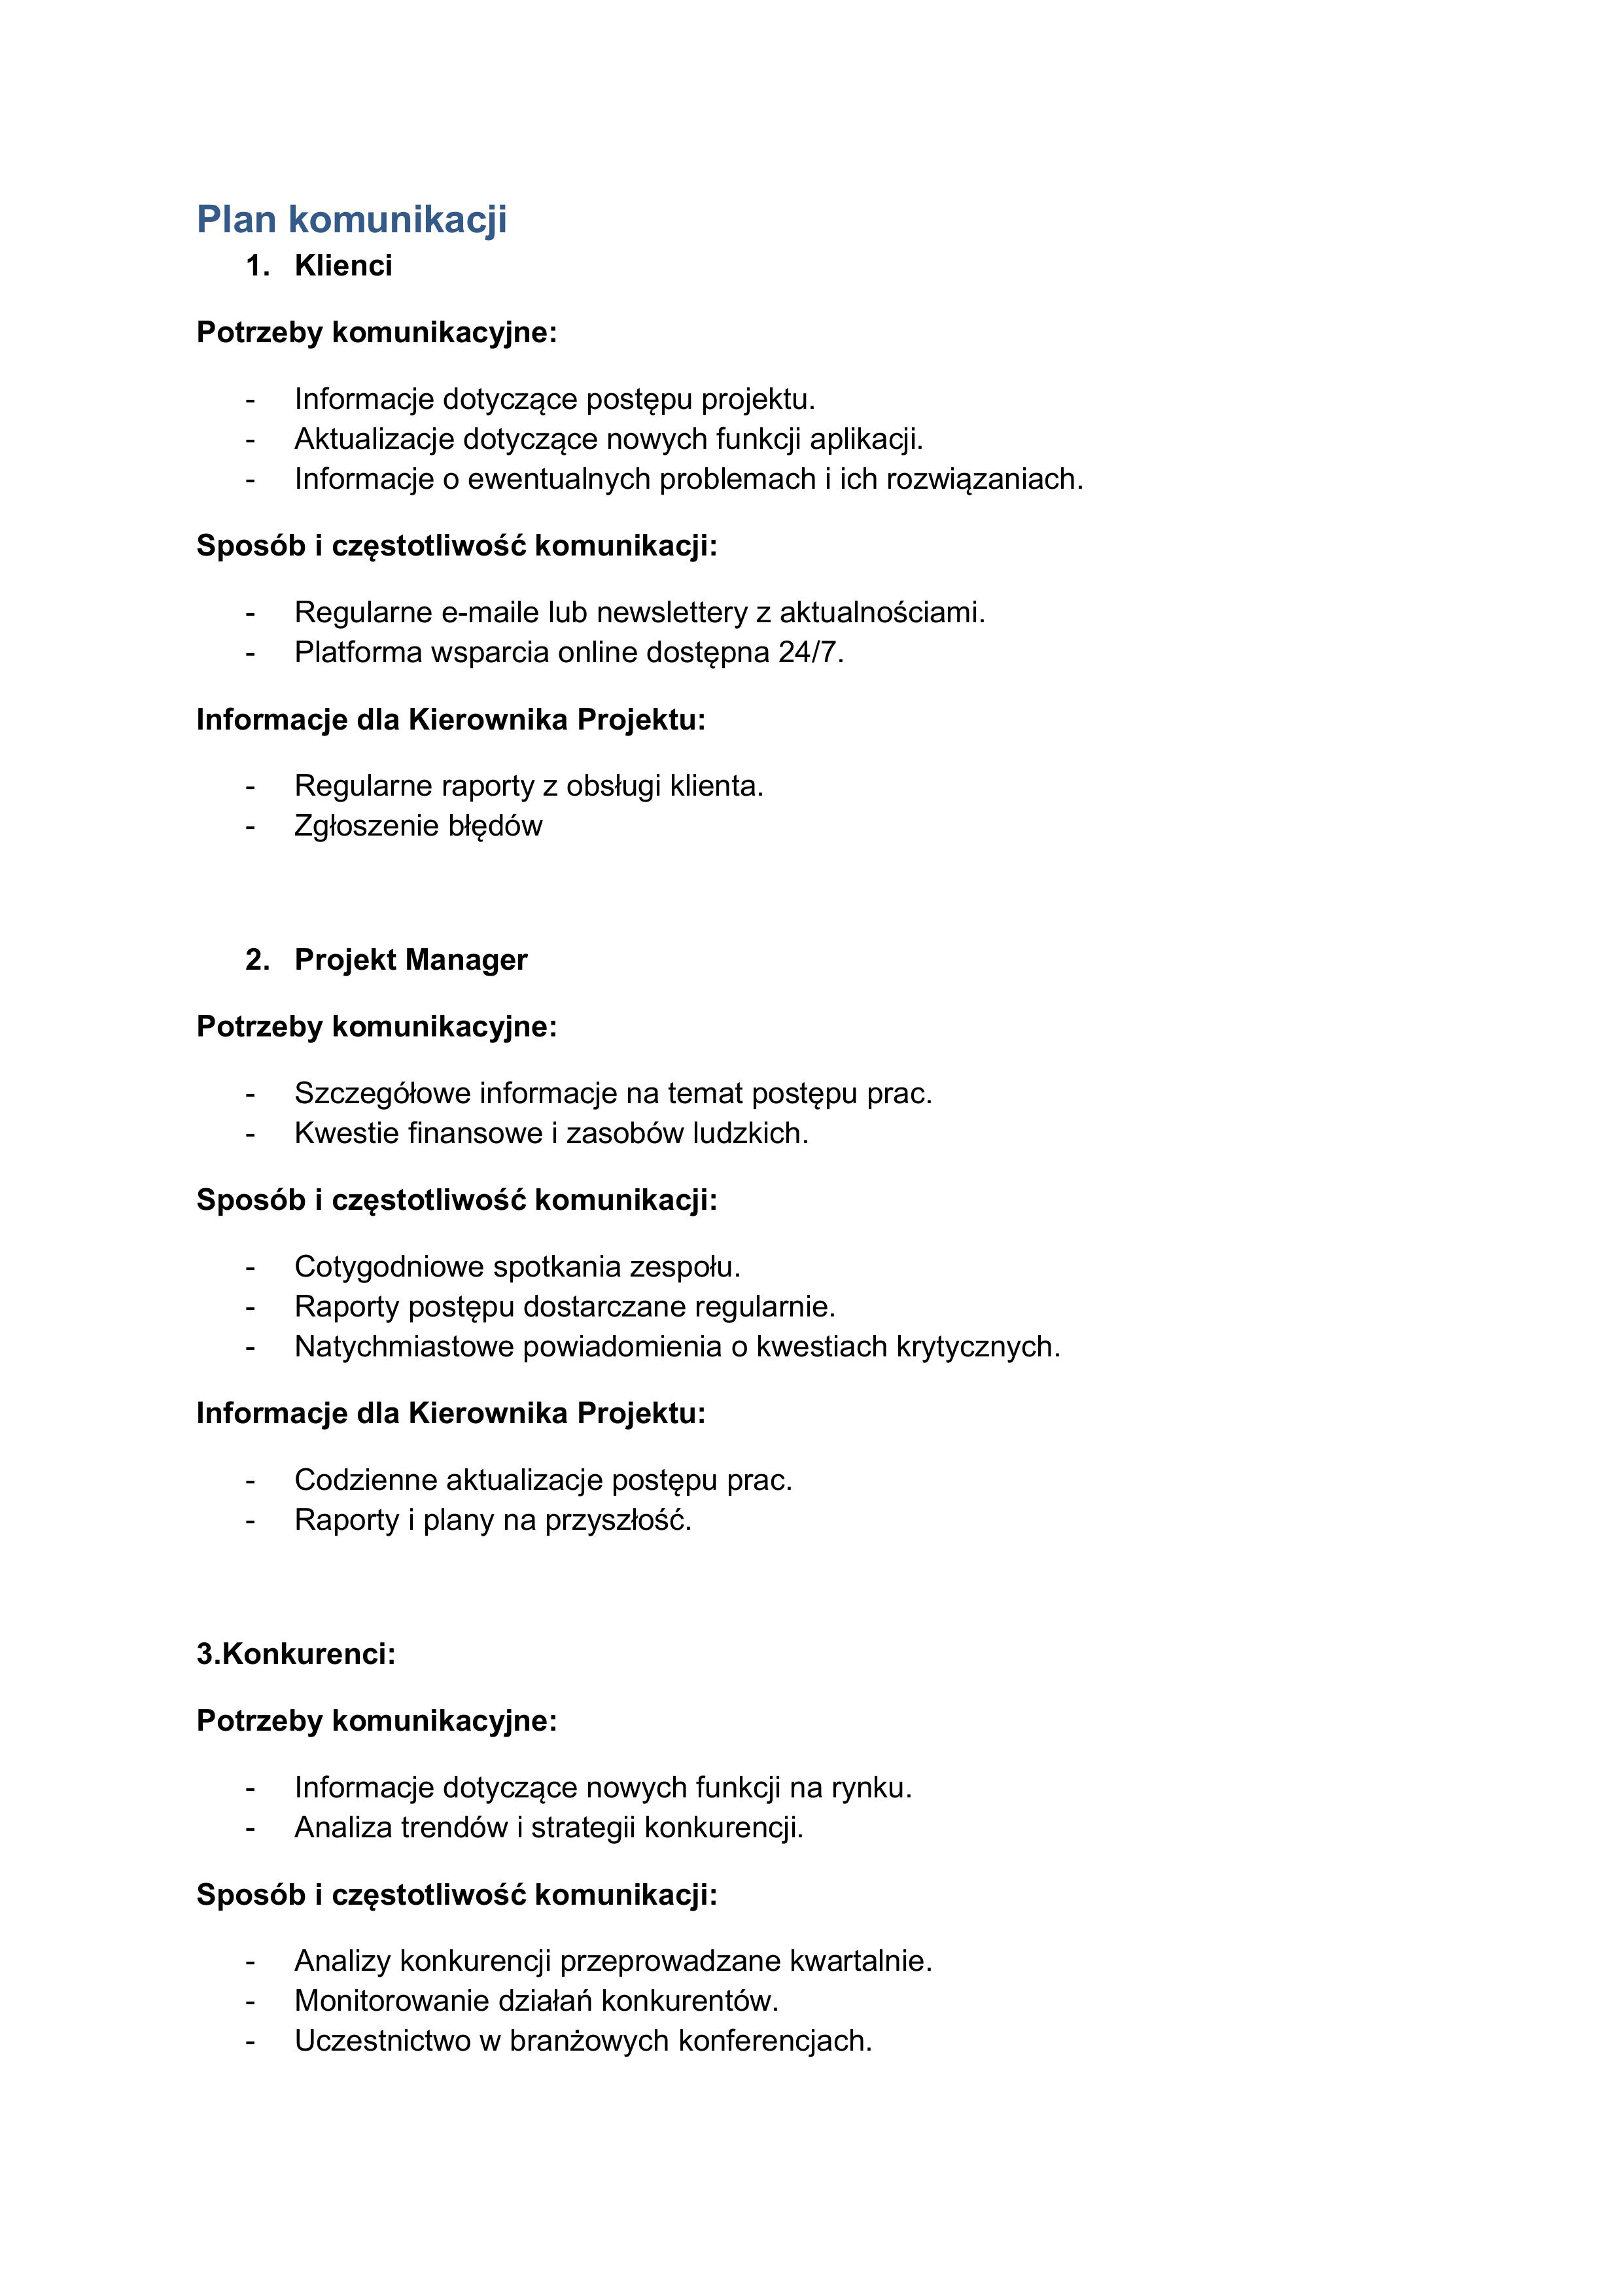 Plan komunikacji
1. Klienci
Potrzeby komunikacyjne:
- Informacje dotyczące postępu projektu.
- Aktualizacje dotyczące nowych funkcji aplikacji.
- Informacje o ewentualnych problemach i ich rozwiązaniach.
Sposób i częstotliwość komunikacji:
- Regularne e-maile lub newslettery z aktualnościami.
- Platforma wsparcia online dostępna 24/7.
Informacje dla Kierownika Projektu:
- Regularne raporty z obsługi klienta.
- Zgłoszenie błędów
2. Projekt Manager
Potrzeby komunikacyjne:
- Szczegółowe informacje na temat postępu prac.
- Kwestie finansowe i zasobów ludzkich.
Sposób i częstotliwość komunikacji:
- Cotygodniowe spotkania zespołu.
- Raporty postępu dostarczane regularnie.
- Natychmiastowe powiadomienia o kwestiach krytycznych.
Informacje dla Kierownika Projektu:
- Codzienne aktualizacje postępu prac.
- Raporty i plany na przyszłość.
3.Konkurenci:
Potrzeby komunikacyjne:
- Informacje dotyczące nowych funkcji na rynku.
- Analiza trendów i strategii konkurencji.
Sposób i częstotliwość komunikacji:
- Analizy konkurencji przeprowadzane kwartalnie.
- Monitorowanie działań konkurentów.
- Uczestnictwo w branżowych konferencjach.